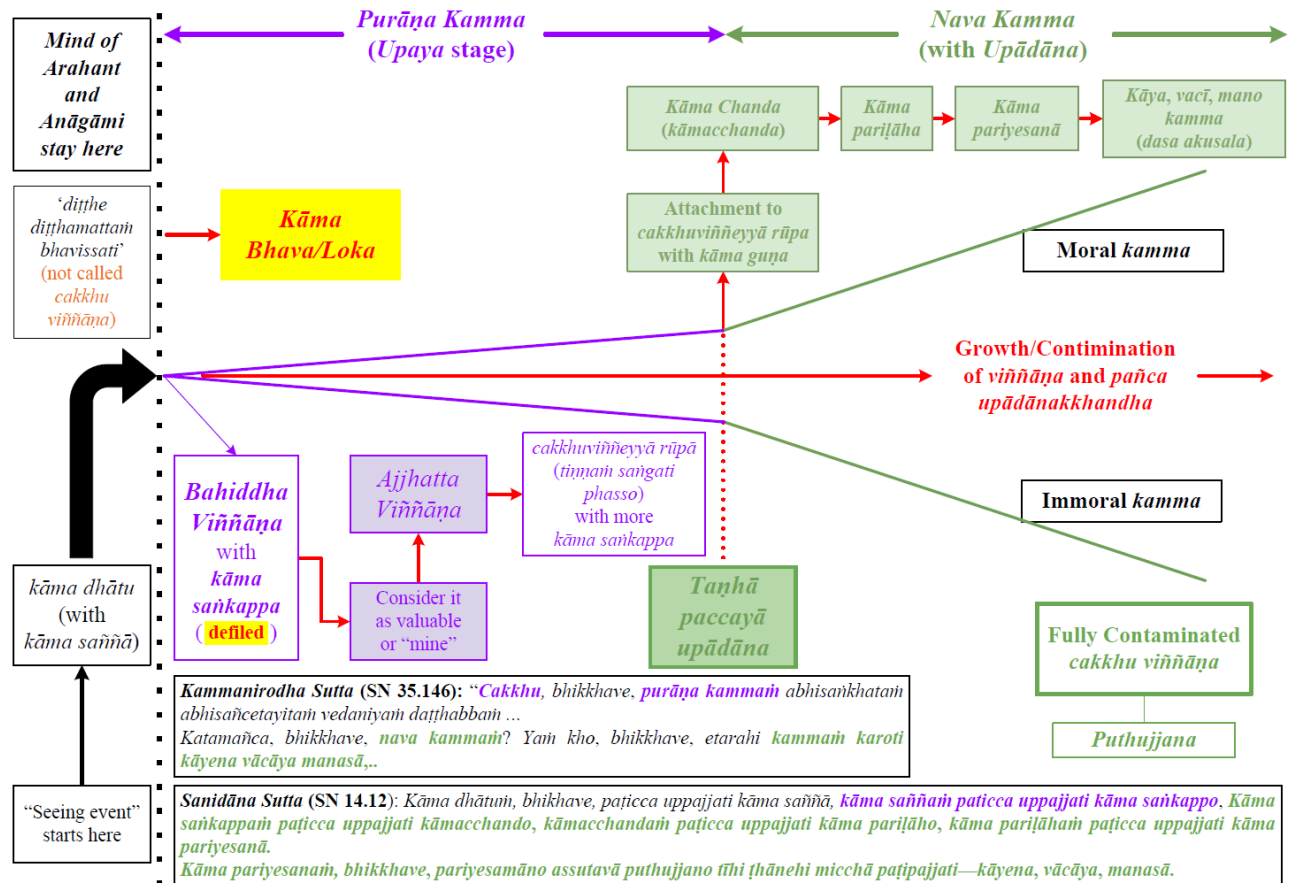 Mind of
Arahant
and
Anāgāmi
stay here
Purāṇa Kamma
(Upaya stage)
Nava Kamma
(with Upādāna)
Kāma Chanda
(kāmacchanda)
Kāma
pariḷāha
Kāma
pariyesanā
Kāya, vacī, mano
kamma
(dasa akusala)
‘diṭṭhe
diṭṭhamattaṁ
bhavissati’
(not called
cakkhu
viññāṇa)
Kāma
Bhava/Loka
Attachment to
cakkhuviññeyyā rūpa
with kāma guṇa
Moral kamma
Growth/Contimination
of viññāṇa and pañca
upādānakkhandha
Bahiddha
Viññāṇa
with
kāma
saṅkappa
( defiled )
Ajjhatta
Viññāṇa
Consider it
as valuable
or “mine”
cakkhuviññeyyā rūpā
(tiṇṇaṁ saṅgati
phasso)
with more
kāma saṅkappa
Immoral kamma
kāma dhātu
(with
kāma saññā)
Taṇhā
paccayā
upādāna
Fully Contaminated
cakkhu viññāṇa
Puthujjana
Kammanirodha Sutta (SN 35.146): “Cakkhu, bhikkhave, purāṇa kammaṁ abhisaṅkhataṁ
abhisañcetayitaṁ vedaniyaṁ daṭṭhabbaṁ ...
Katamañca, bhikkhave, nava kammaṁ? Yaṁ kho, bhikkhave, etarahi kammaṁ karoti
kāyena vācāya manasā,..
“Seeing event”
starts here
Sanidāna Sutta (SN 14.12): Kāma dhātuṁ, bhikhave, paṭicca uppajjati kāma saññā, kāma saññaṁ paticca uppajjati kāma saṅkappo, Kāma
saṅkappaṁ paṭicca uppajjati kāmacchando, kāmacchandaṁ paṭicca uppajjati kāma pariḷāho, kāma pariḷāhaṁ paṭicca uppajjati kāma
pariyesanā.
Kāma pariyesanaṁ, bhikkhave, pariyesamāno assutavā puthujjano tīhi ṭhānehi micchā paṭipajjati—kāyena, vācāya, manasā.